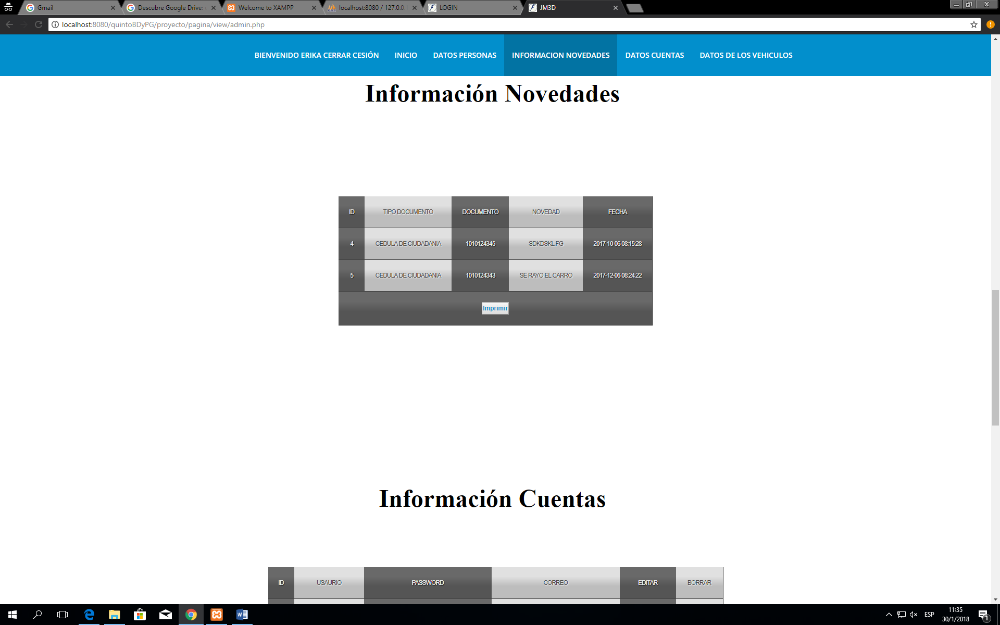 Gmail
Descubre Google Drive:
Welcome to XAMPP
localhost:8080 / 127.0.0.
LOGIN
JM3D
localhost:8080/quintoBDyPG/proyecto/pagina/view/admin.php
BIENVENIDO ERIKA CERRAR CESIÓN INICIO DATOS PERSONAS INFORMACION NOVEDADES DATOS CUENTAS DATOS DE LOS VEHICULOS
Información Novedades
ID TIPO DOCUMENTO DOCUMENTO NOVEDAD FECHA
4 CEDULA DE CIUDADANIA 1010124345 SDKDSKL.FG 2017-10-06 08:15:28
5 CEDULA DE CIUDADANIA 1010124343 SE RAYO EL CARRO 2017-12-06 08:24:22
Imprimir
Información Cuentas
ID USAURIO PASSWORD CORREO EDITAR BORRAR
ESP
11:35
30/1/2018
1